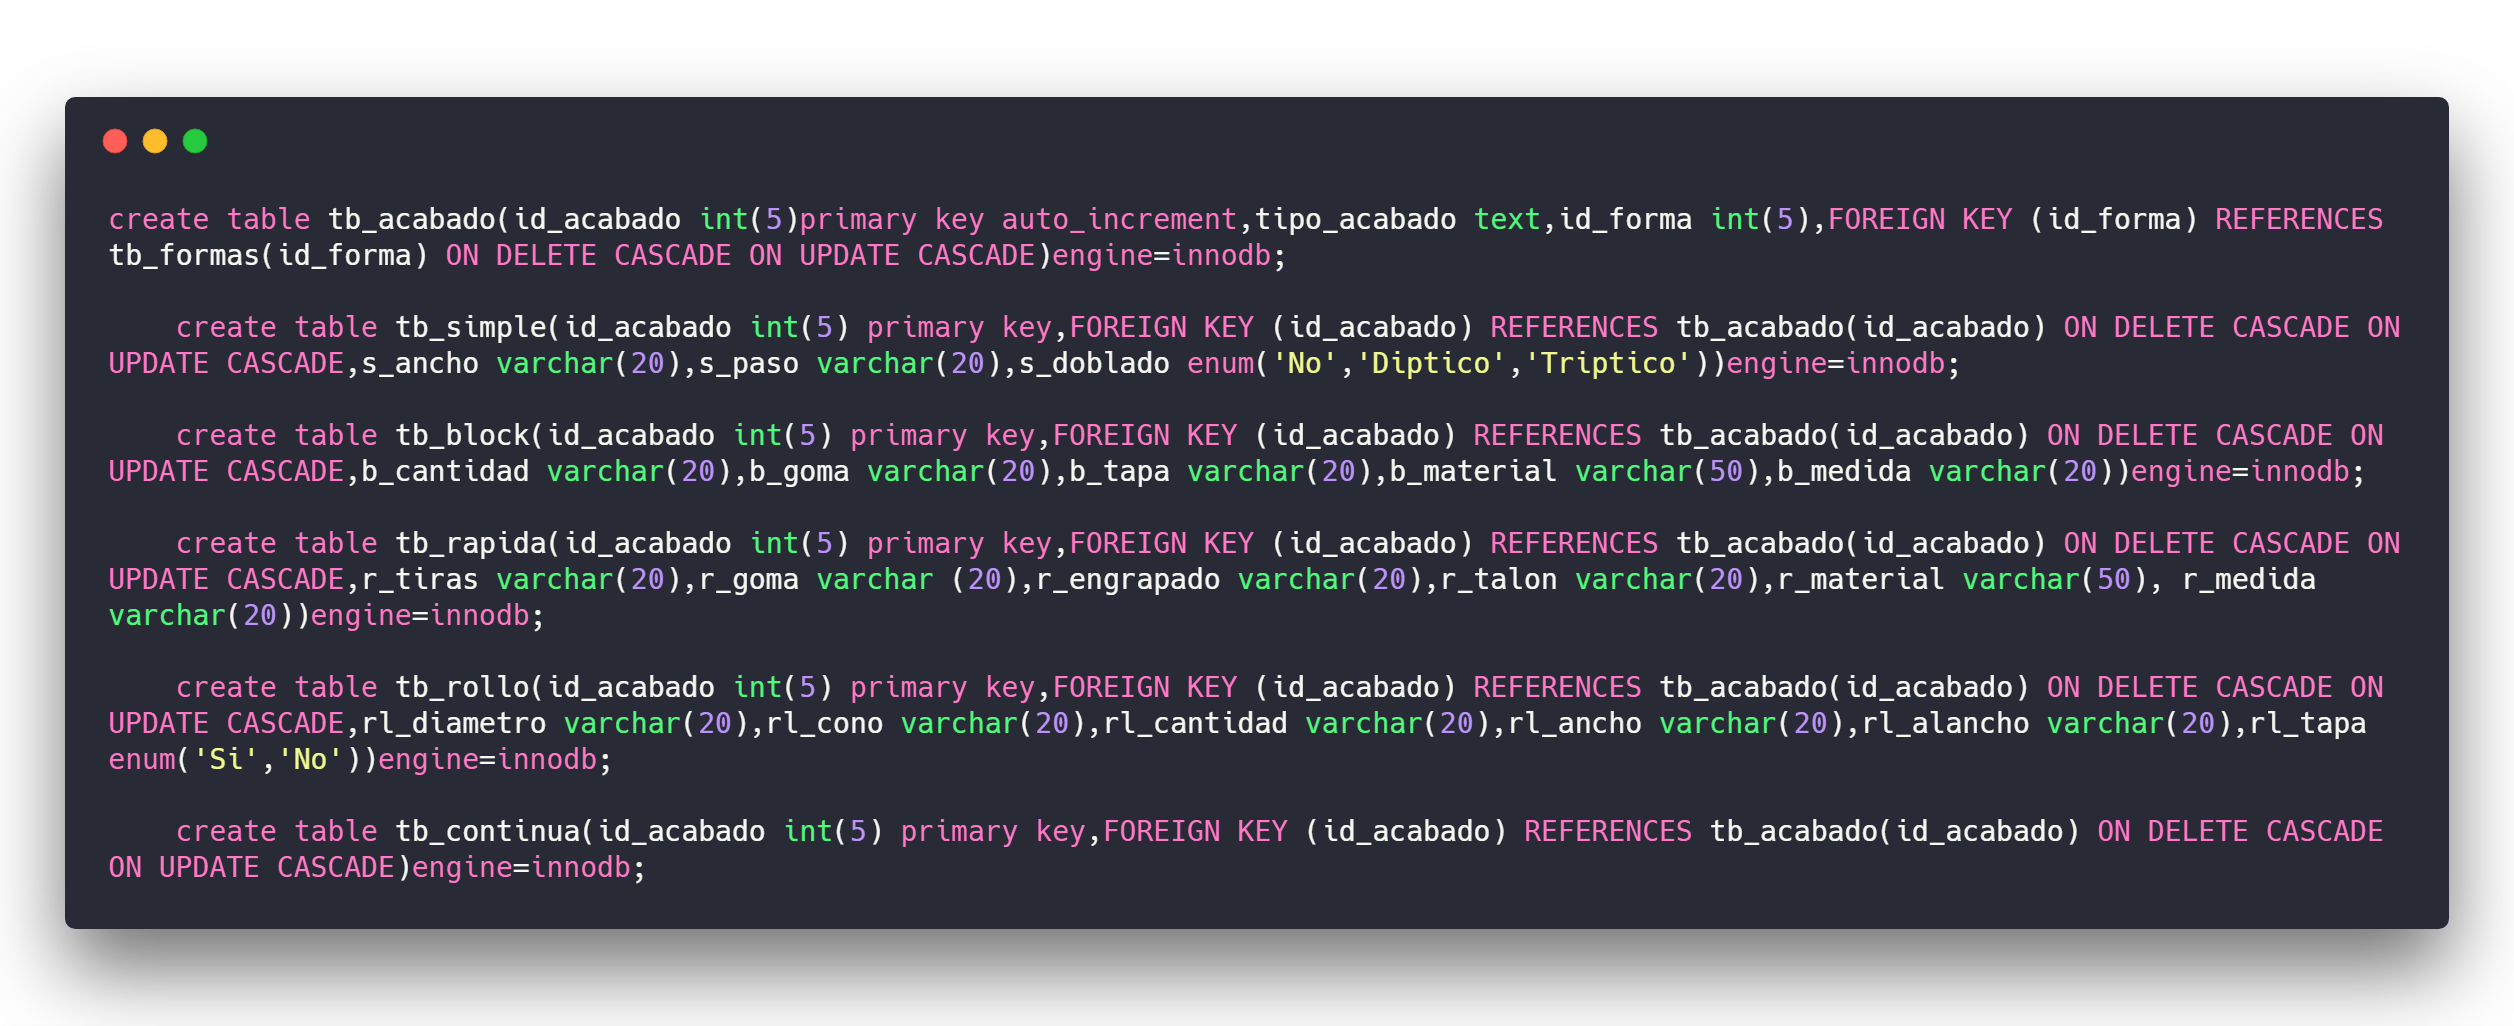 create table tb_acabado(id_acabado int(5)primary key auto_increment,tipo_acabado text,id_forma int(5),FOREIGN KEY (id_forma) REFERENCES
tb_formas(id_forma) ON DELETE CASCADE ON UPDATE CASCADE)engine=innodb;
    create table tb_simple(id_acabado int(5) primary key,FOREIGN KEY (id_acabado) REFERENCES tb_acabado(id_acabado) ON DELETE CASCADE ON
UPDATE CASCADE,s_ancho varchar(20),s_paso varchar(20),s_doblado enum('No','Diptico','Triptico'))engine=innodb;
    create table tb_block(id_acabado int(5) primary key,FOREIGN KEY (id_acabado) REFERENCES tb_acabado(id_acabado) ON DELETE CASCADE ON
UPDATE CASCADE,b_cantidad varchar(20),b_goma varchar(20),b_tapa varchar(20),b_material varchar(50),b_medida varchar(20))engine=innodb;
    create table tb_rapida(id_acabado int(5) primary key,FOREIGN KEY (id_acabado) REFERENCES tb_acabado(id_acabado) ON DELETE CASCADE ON
UPDATE CASCADE,r_tiras varchar(20),r_goma varchar (20),r_engrapado varchar(20),r_talon varchar(20),r_material varchar(50), r_medida
varchar(20))engine=innodb;
    create table tb_rollo(id_acabado int(5) primary key,FOREIGN KEY (id_acabado) REFERENCES tb_acabado(id_acabado) ON DELETE CASCADE ON
UPDATE CASCADE,rl_diametro varchar(20),rl_cono varchar(20),rl_cantidad varchar(20),rl_ancho varchar(20),rl_alancho varchar(20),rl_tapa
enum('Si','No'))engine=innodb;
    create table tb_continua(id_acabado int(5) primary key,FOREIGN KEY (id_acabado) REFERENCES tb_acabado(id_acabado) ON DELETE CASCADE
ON UPDATE CASCADE)engine=innodb;